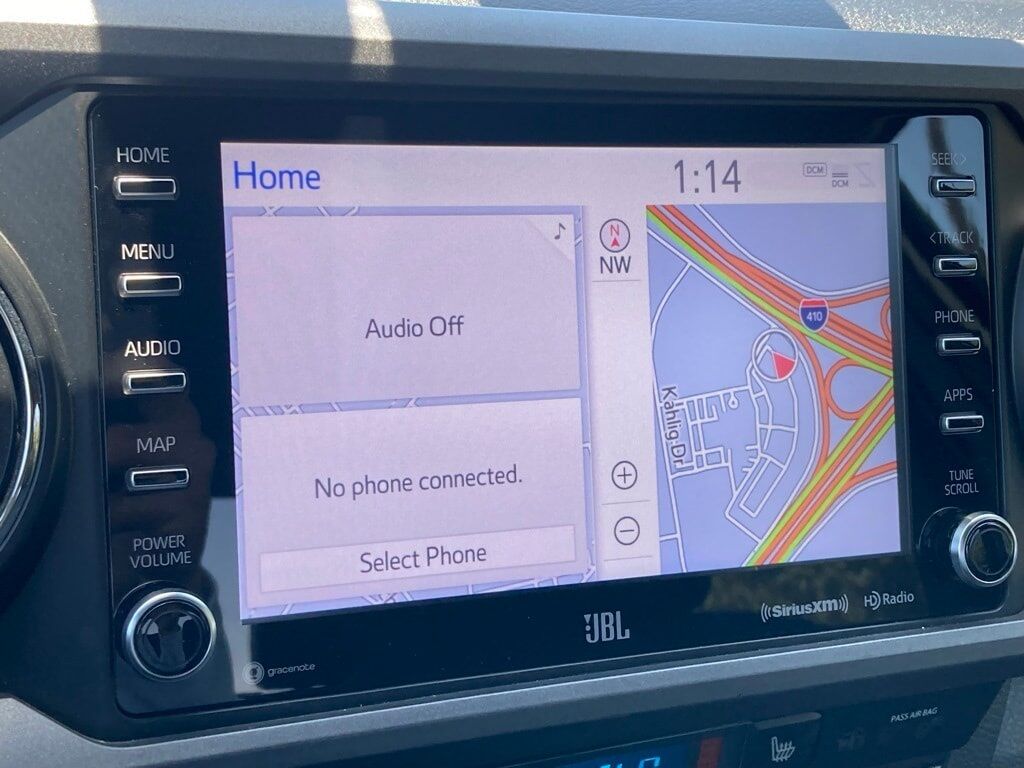 HOME
MENU
AUDIO
MAP
POWER
VOLUME
Home
1:14
DCM
DCM
♪
Audio Off
No phone connected.
Select Phone
N
NW
+
−
410
Kahlig Dr
SEEK>
<TRACK
PHONE
APPS
TUNE
SCROLL
gracenote
JBL
((SiriusXM))
HD Radio
PASS AIR BAG